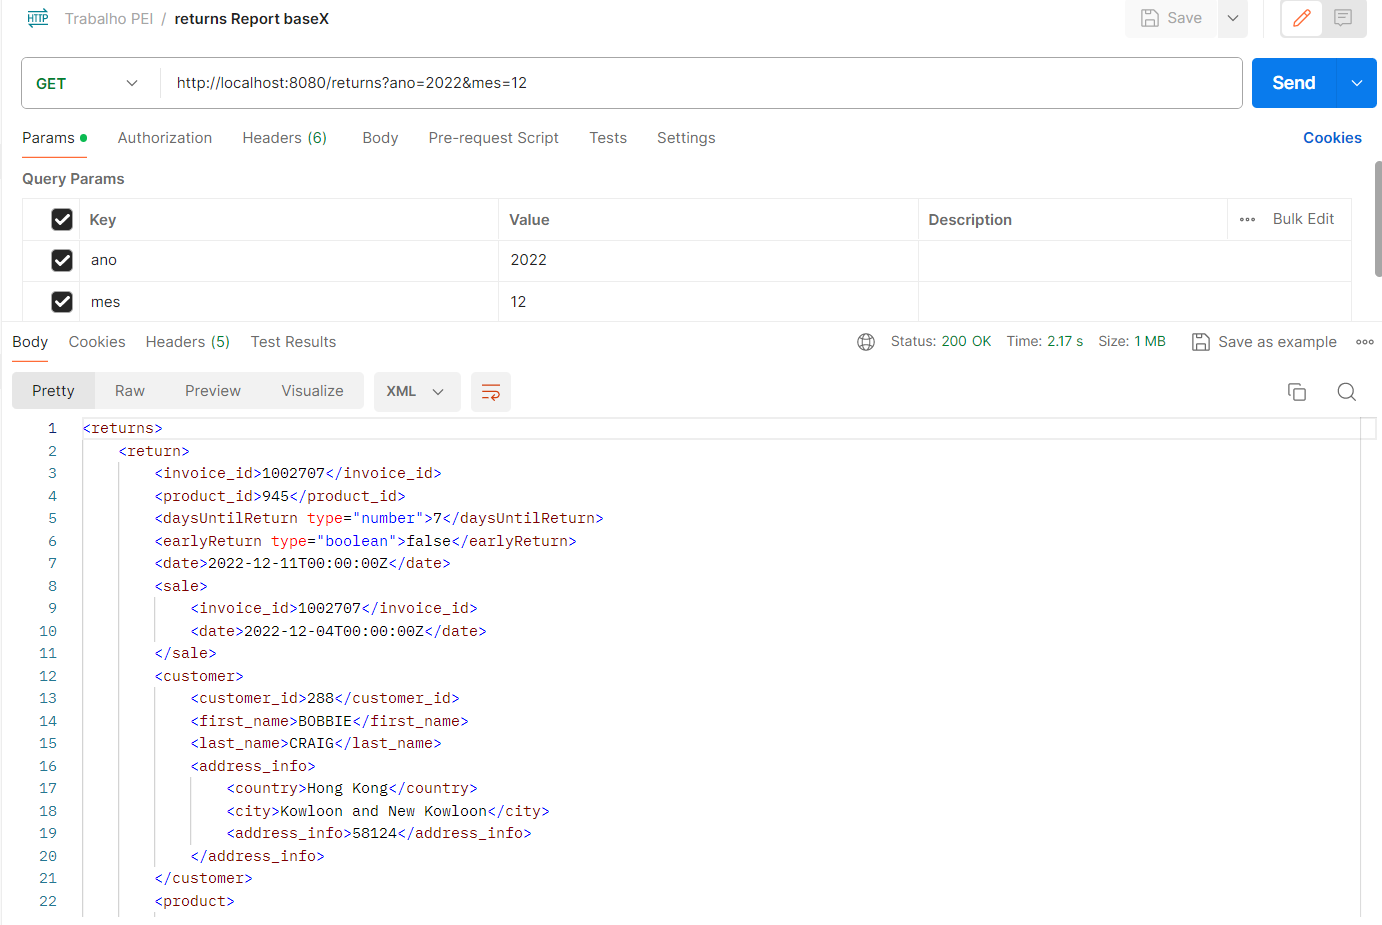 HTTP Trabalho PEI / returns Report baseX Save
GET http://localhost:8080/returns?ano=2022&mes=12 Send
Params Authorization Headers (6) Body Pre-request Script Tests Settings Cookies
Query Params
Key Value Description Bulk Edit
ano 2022
mes 12
Body Cookies Headers (5) Test Results Status: 200 OK Time: 2.17 s Size: 1 MB Save as example
Pretty Raw Preview Visualize XML
1 <returns>
2 <return>
3 <invoice_id>1002707</invoice_id>
4 <product_id>945</product_id>
5 <daysUntilReturn type="number">7</daysUntilReturn>
6 <earlyReturn type="boolean">false</earlyReturn>
7 <date>2022-12-11T00:00:00Z</date>
8 <sale>
9 <invoice_id>1002707</invoice_id>
10 <date>2022-12-04T00:00:00Z</date>
11 </sale>
12 <customer>
13 <customer_id>288</customer_id>
14 <first_name>BOBBIE</first_name>
15 <last_name>CRAIG</last_name>
16 <address_info>
17 <country>Hong Kong</country>
18 <city>Kowloon and New Kowloon</city>
19 <address_info>58124</address_info>
20 </address_info>
21 </customer>
22 <product>